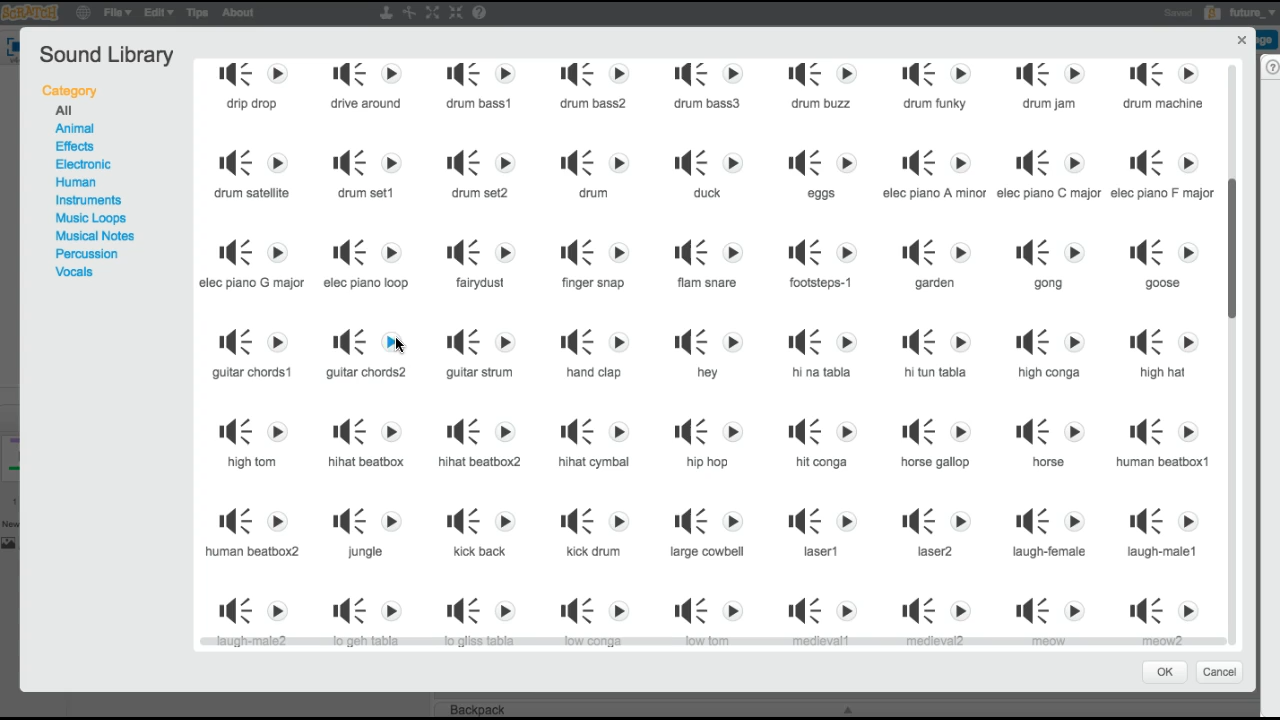 SCRATCH File Edit Tips About Saved future_
Sound Library
Category
All
Animal
Effects
Electronic
Human
Instruments
Music Loops
Musical Notes
Percussion
Vocals
drip drop drive around drum bass1 drum bass2 drum bass3 drum buzz drum funky drum jam drum machine
drum satellite drum set1 drum set2 drum duck eggs elec piano A minor elec piano C major elec piano F major
elec piano G major elec piano loop fairydust finger snap flam snare footsteps-1 garden gong goose
guitar chords1 guitar chords2 guitar strum hand clap hey hi na tabla hi tun tabla high conga high hat
high tom hihat beatbox hihat beatbox2 hihat cymbal hip hop hit conga horse gallop horse human beatbox1
human beatbox2 jungle kick back kick drum large cowbell laser1 laser2 laugh-female laugh-male1
laugh-male2 lo geh tabla lo gliss tabla low conga low tom medieval1 medieval2 meow meow2
OK Cancel
New
Backpack